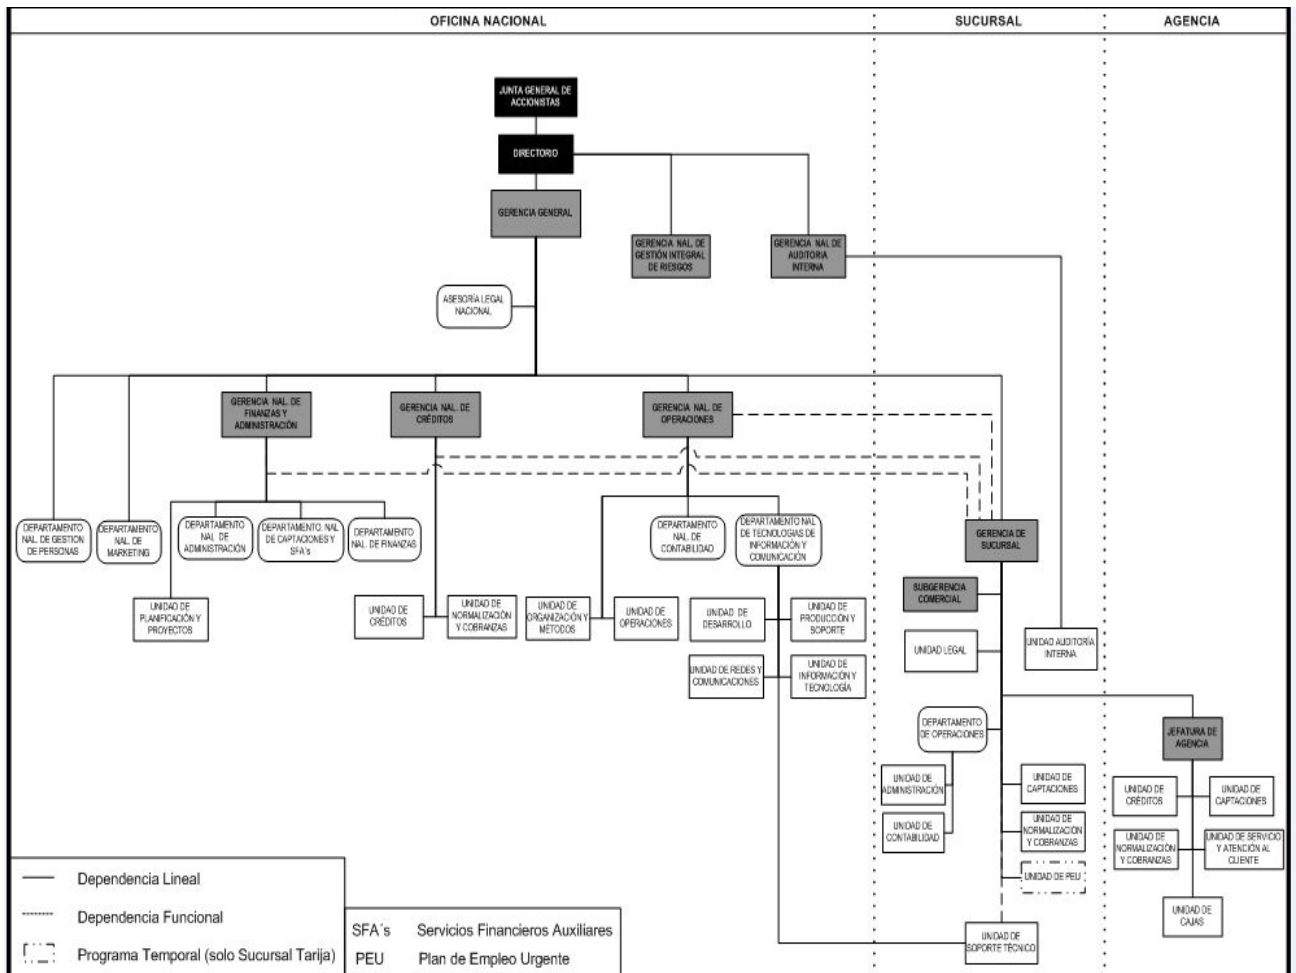 OFICINA NACIONAL
SUCURSAL
AGENCIA
JUNTA GENERAL DE
ACCIONISTAS
DIRECTORIO
GERENCIA GENERAL
GERENCIA NAL. DE
GESTIÓN INTEGRAL
DE RIESGOS
GERENCIA NAL DE
AUDITORIA
INTERNA
ASESORÍA LEGAL
NACIONAL
GERENCIA NAL. DE
FINANZAS Y
ADMINISTRACIÓN
GERENCIA NAL. DE
CRÉDITOS
GERENCIA NAL. DE
OPERACIONES
DEPARTAMENTO
NAL. DE GESTIÓN
DE PERSONAS
DEPARTAMENTO
NAL. DE
MARKETING
DEPARTAMENTO
NAL. DE
ADMINISTRACIÓN
DEPARTAMENTO NAL
DE CAPTACIONES Y
SFA's
DEPARTAMENTO
NAL. DE FINANZAS
DEPARTAMENTO
NAL. DE
CONTABILIDAD
DEPARTAMENTO NAL
DE TECNOLOGIAS DE
INFORMACIÓN Y
COMUNICACIÓN
GERENCIA DE
SUCURSAL
SUBGERENCIA
COMERCIAL
UNIDAD DE
PLANIFICACIÓN Y
PROYECTOS
UNIDAD DE
CRÉDITOS
UNIDAD DE
NORMALIZACIÓN
Y COBRANZAS
UNIDAD DE
ORGANIZACIÓN Y
MÉTODOS
UNIDAD DE
OPERACIONES
UNIDAD DE
DESARROLLO
UNIDAD DE
PRODUCCIÓN Y
SOPORTE
UNIDAD LEGAL
UNIDAD AUDITORÍA
INTERNA
UNIDAD DE REDES Y
COMUNICACIONES
UNIDAD DE
INFORMACIÓN Y
TECNOLOGÍA
DEPARTAMENTO
DE OPERACIONES
JEFATURA DE
AGENCIA
UNIDAD DE
ADMINISTRACIÓN
UNIDAD DE
CAPTACIONES
UNIDAD DE
CRÉDITOS
UNIDAD DE
CAPTACIONES
UNIDAD DE
CONTABILIDAD
UNIDAD DE
NORMALIZACIÓN
Y COBRANZAS
UNIDAD DE
NORMALIZACIÓN
Y COBRANZAS
UNIDAD DE SERVICIO
Y ATENCIÓN AL
CLIENTE
UNIDAD DE PEU
UNIDAD DE
CAJAS
UNIDAD DE
SOPORTE TÉCNICO
Dependencia Lineal
Dependencia Funcional
Programa Temporal (solo Sucursal Tarija)
SFA´s Servicios Financieros Auxiliares
PEU Plan de Empleo Urgente